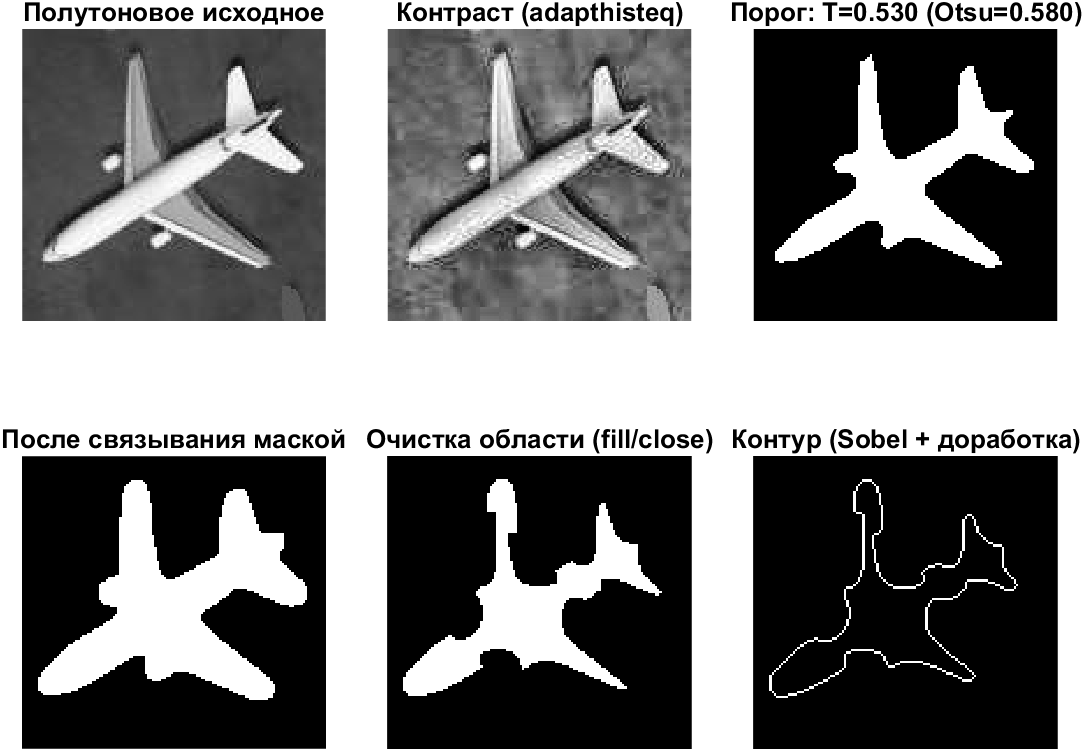 Полутоновое исходное
Контраст (adapthisteq)
Порог: T=0.530 (Otsu=0.580)
После связывания маской
Очистка области (fill/close)
Контур (Sobel + доработка)